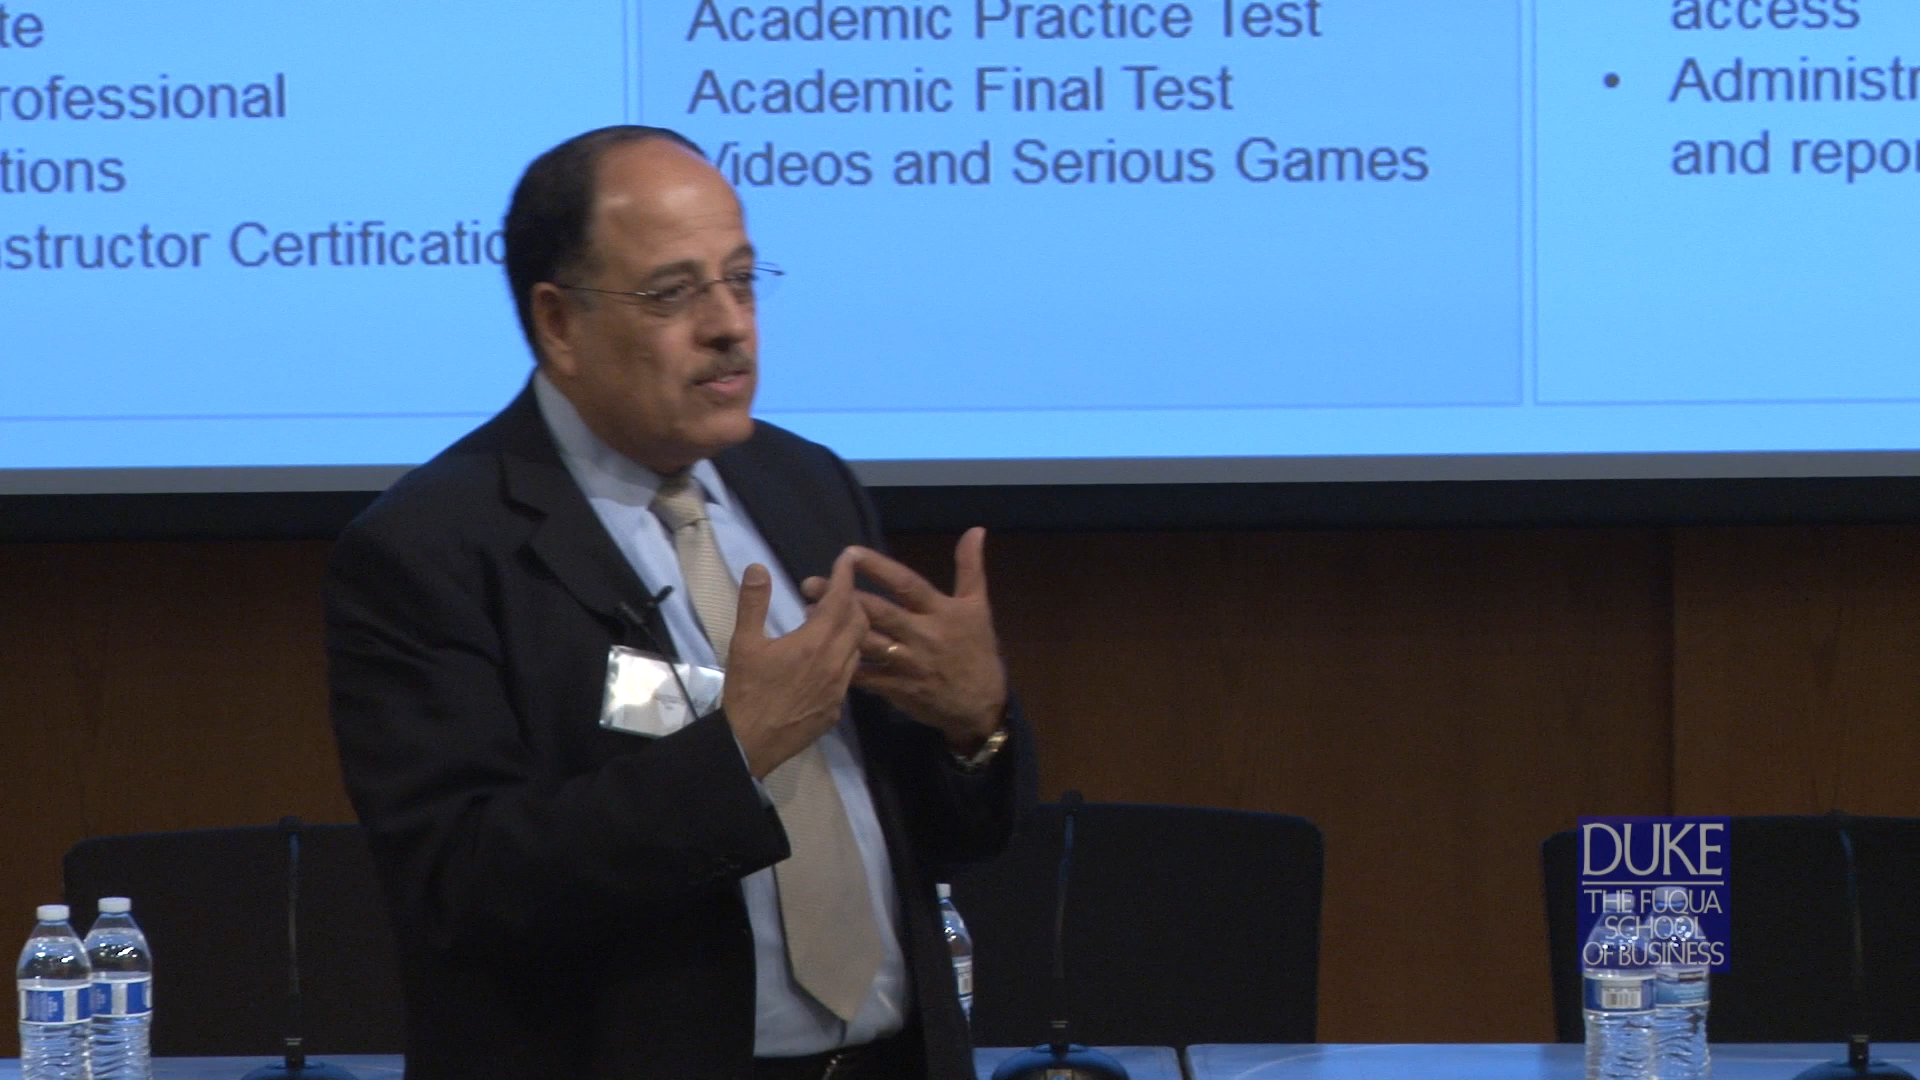 te
rofessional
tions
structor Certificatio
Academic Practice Test
Academic Final Test
Videos and Serious Games
access
• Administr
and repor
DUKE
THE FUQUA
SCHOOL
OF BUSINESS